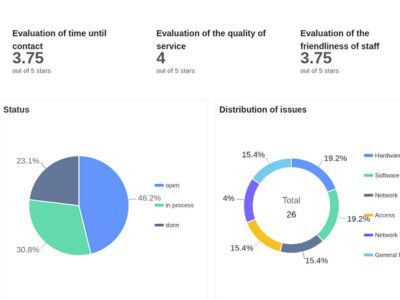 Evaluation of time until
contact
3.75
out of 5 stars
Evaluation of the quality of
service
4
out of 5 stars
Evaluation of the
friendliness of staff
3.75
out of 5 stars
Status
23.1%
46.2%
30.8%
open
in process
done
Distribution of issues
15.4%
19.2%
4%
19.2%
15.4%
15.4%
Total
26
Hardware
Software
Network
Access
Network
General